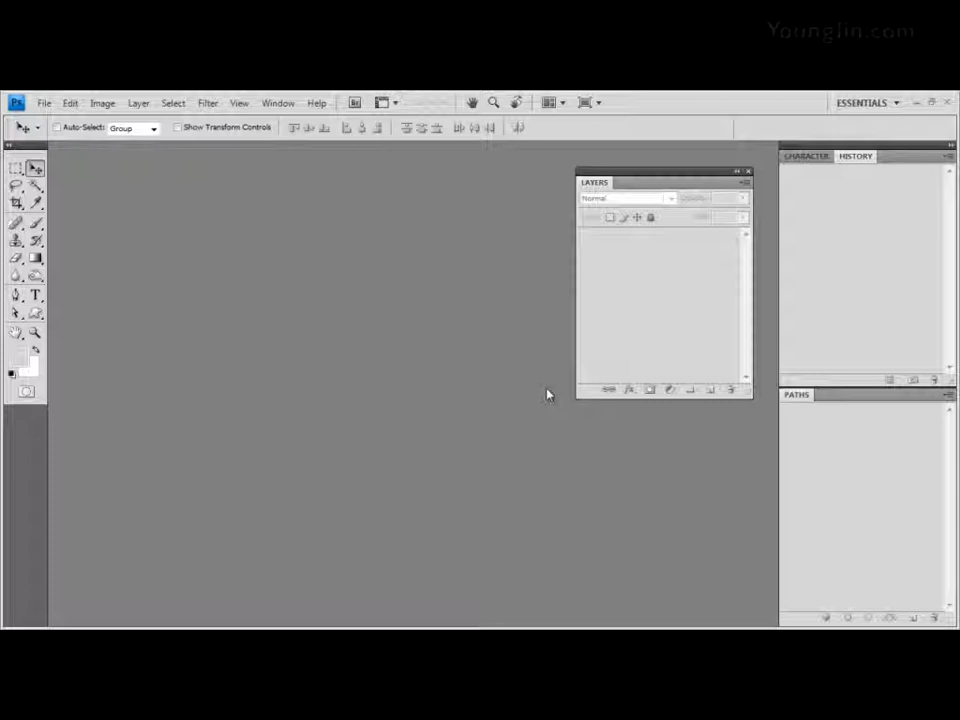 Younglin.com
Ps File Edit Image Layer Select Filter View Window Help Br ESSENTIALS
Auto-Select: Group Show Transform Controls
CHARACTER HISTORY
LAYERS
Normal
T
PATHS